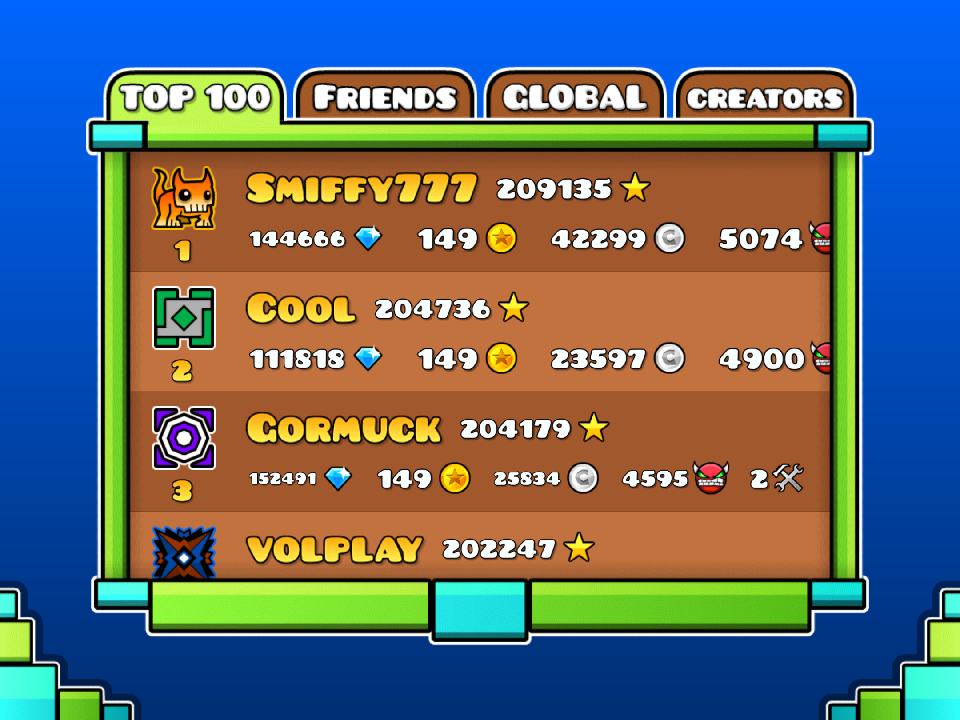 TOP 100 FRIENDS GLOBAL CREATORS
SMIFFY777 209135
144666 149 42299 C 5074
1
COOL 204736
111818 149 23597 C 4900
2
GORMUCK 204179
152491 149 25834 C 4595 2
3
VOLPLAY 202247